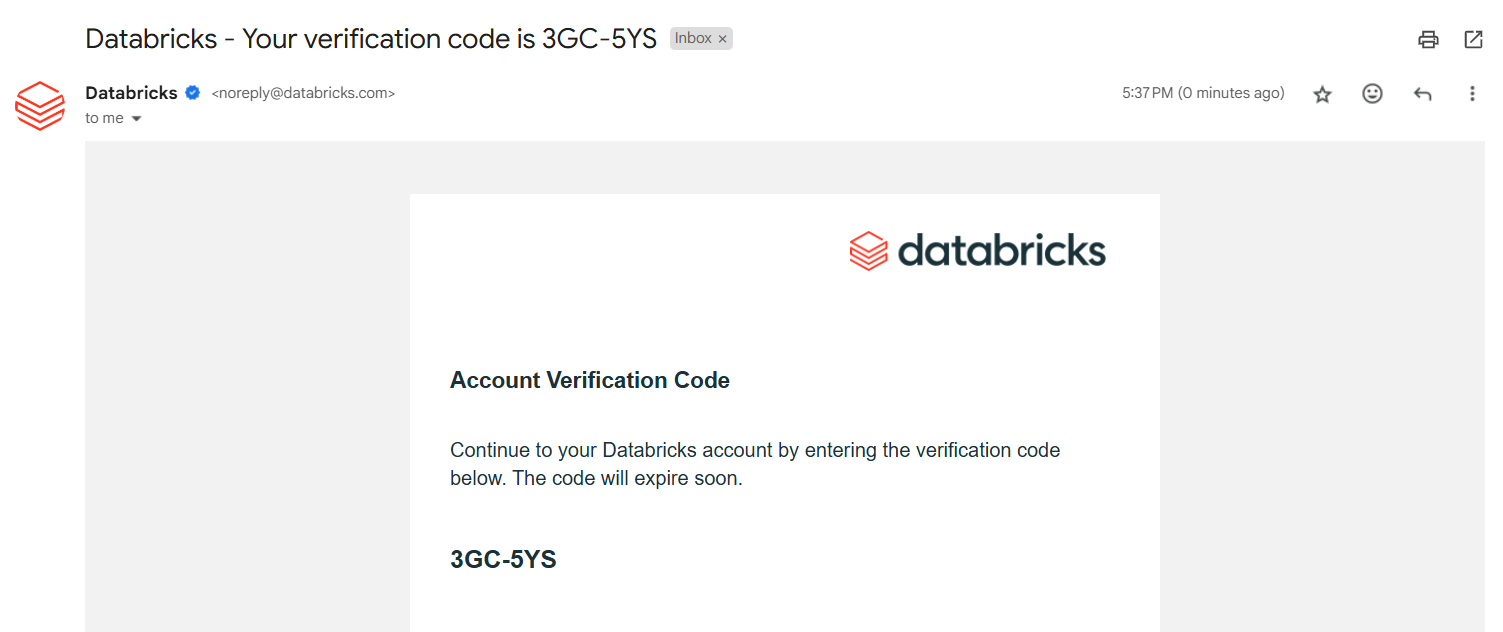 Databricks - Your verification code is 3GC-5YS Inbox ×
Databricks <noreply@databricks.com> 5:37 PM (0 minutes ago)
to me
databricks
Account Verification Code
Continue to your Databricks account by entering the verification code
below. The code will expire soon.
3GC-5YS